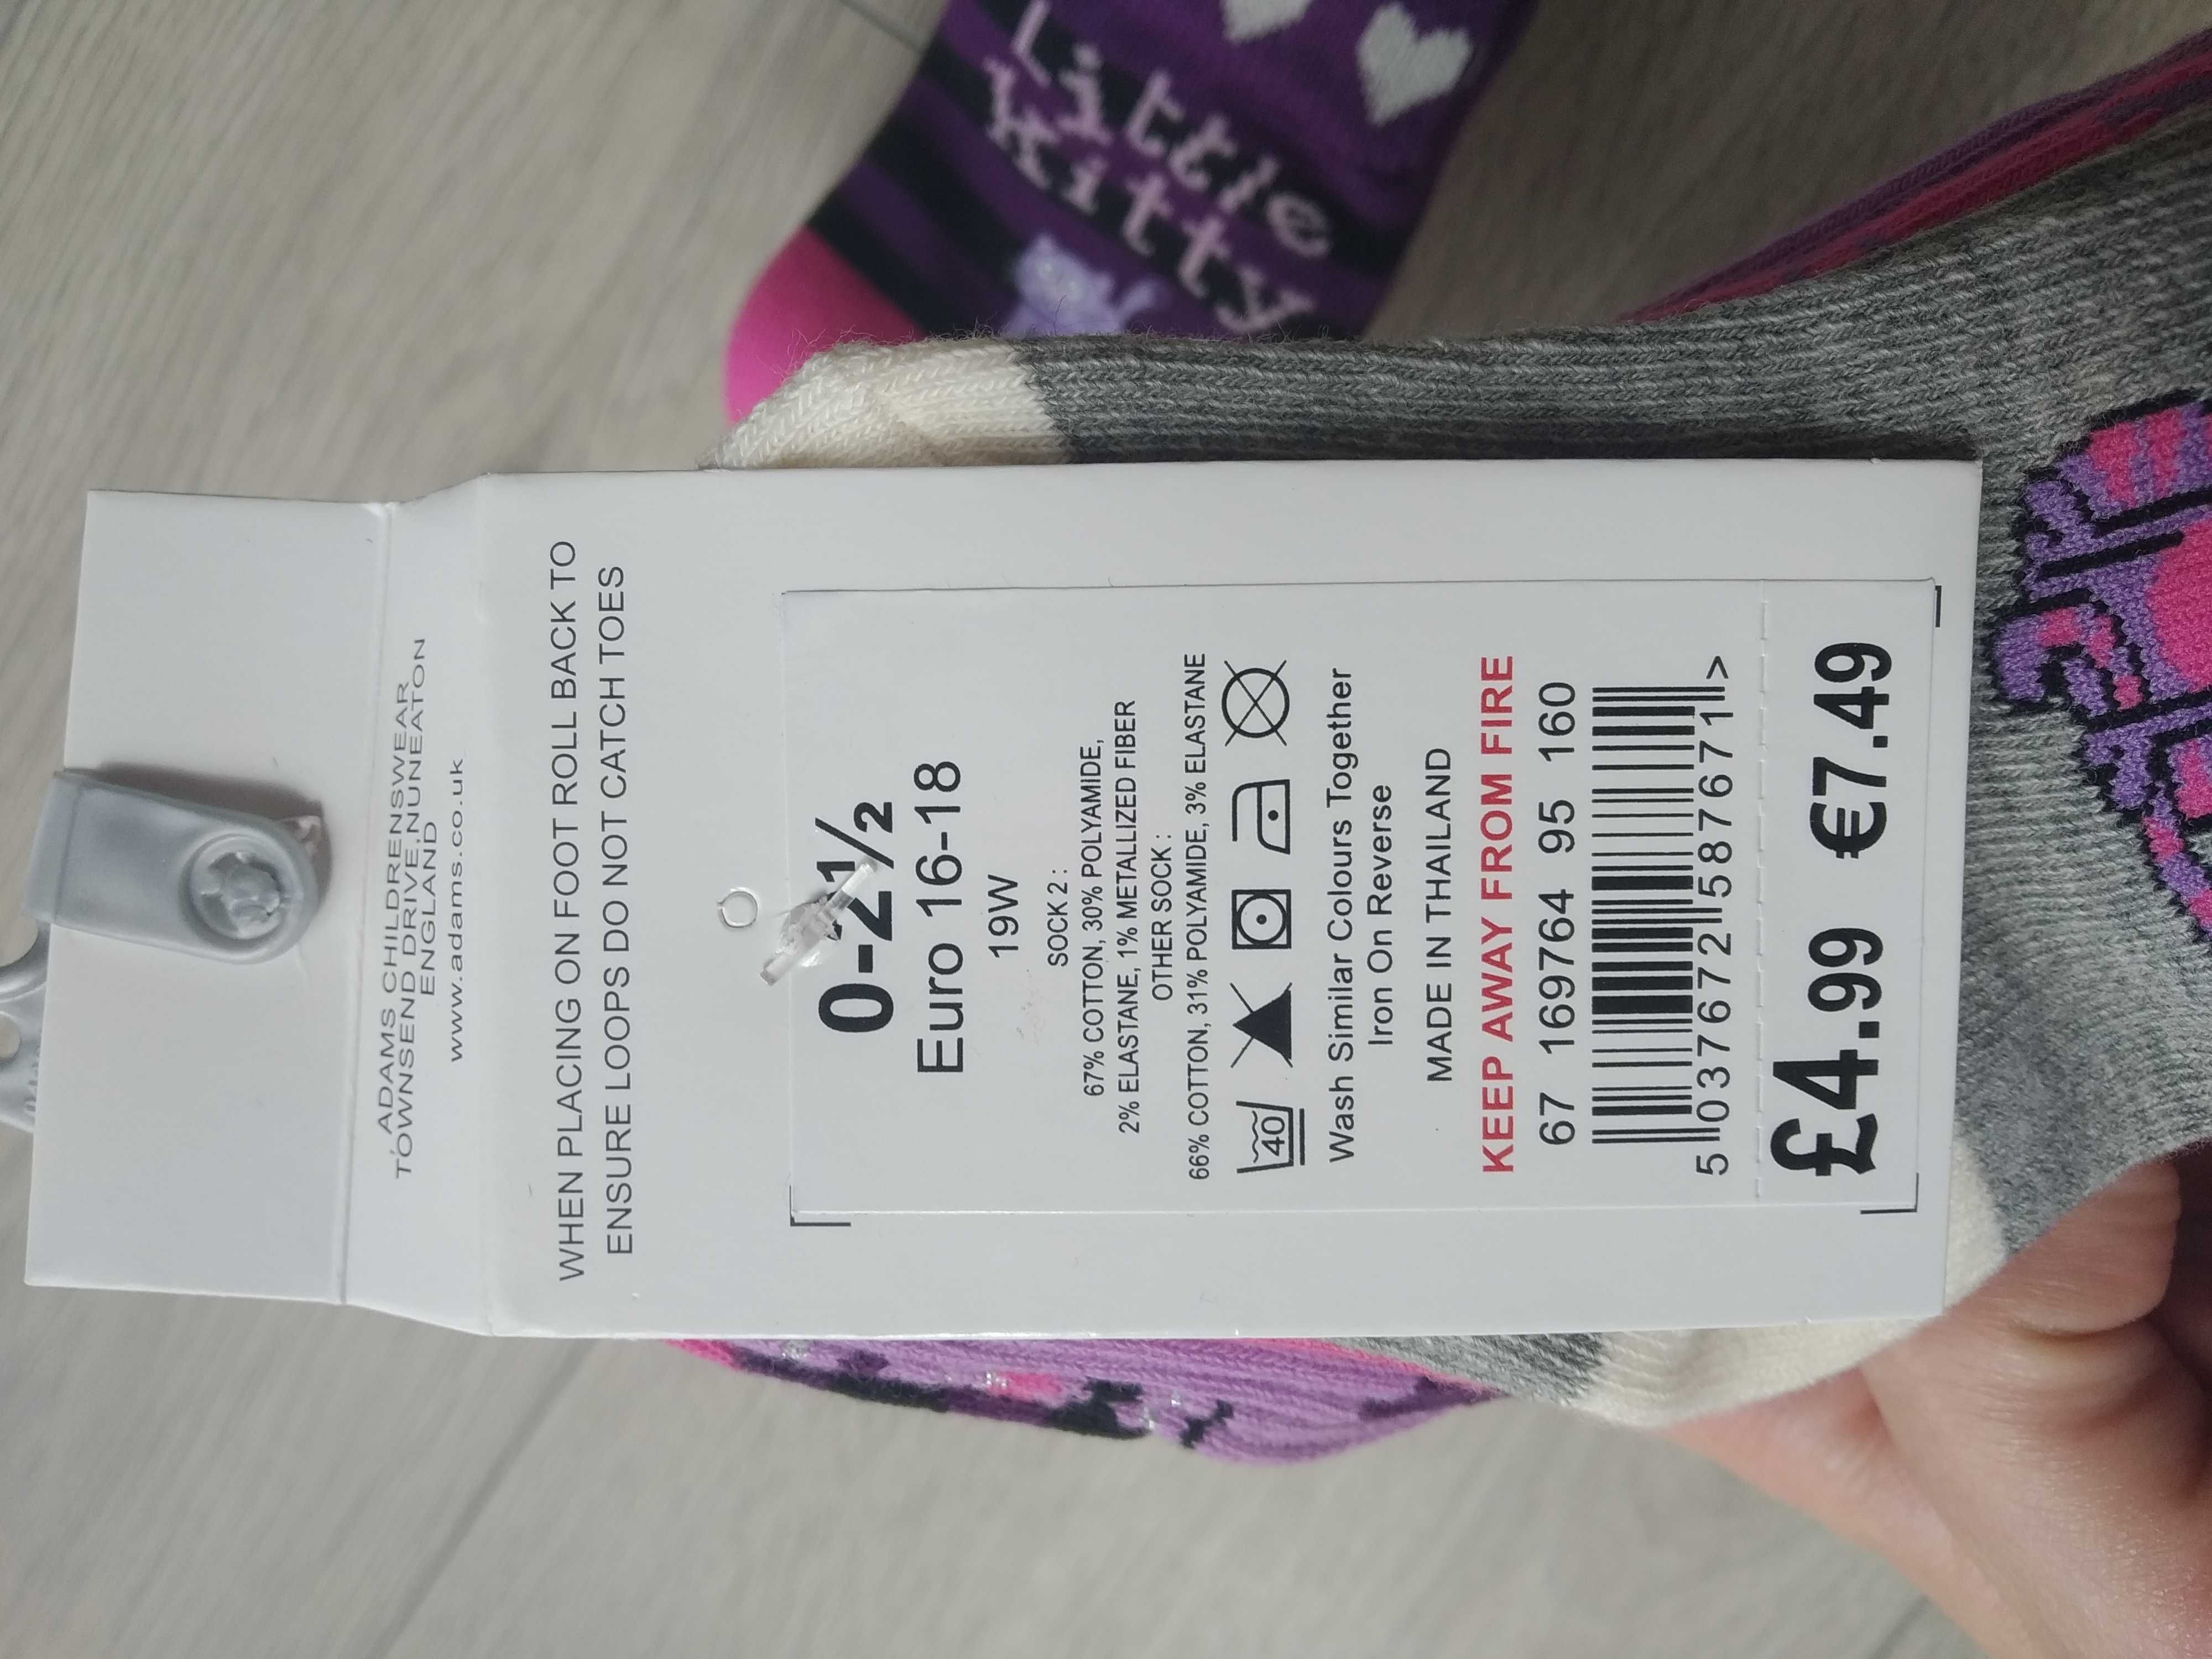 Little
Kitty
ADAMS CHILDRENSWEAR
TOWNSEND DRIVE, NUNEATON
ENGLAND
www.adams.co.uk
WHEN PLACING ON FOOT ROLL BACK TO
ENSURE LOOPS DO NOT CATCH TOES
0-2½
Euro 16-18
19W
SOCK 2 :
67% COTTON, 30% POLYAMIDE,
2% ELASTANE, 1% METALLIZED FIBER
OTHER SOCK :
66% COTTON, 31% POLYAMIDE, 3% ELASTANE
40
Wash Similar Colours Together
Iron On Reverse
MADE IN THAILAND
KEEP AWAY FROM FIRE
67 169764 95 160
5 037672 587671 >
£4.99 €7.49